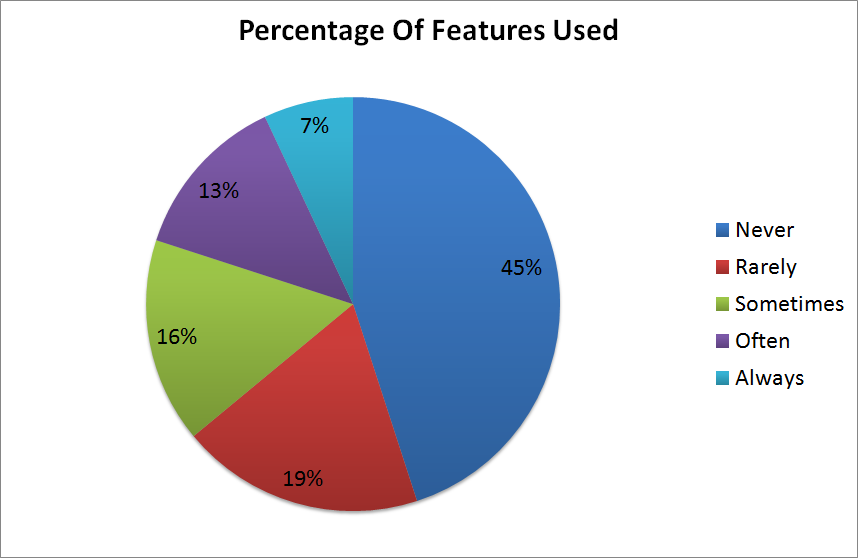 Percentage Of Features Used
7%
13%
45%
16%
19%
Never
Rarely
Sometimes
Often
Always